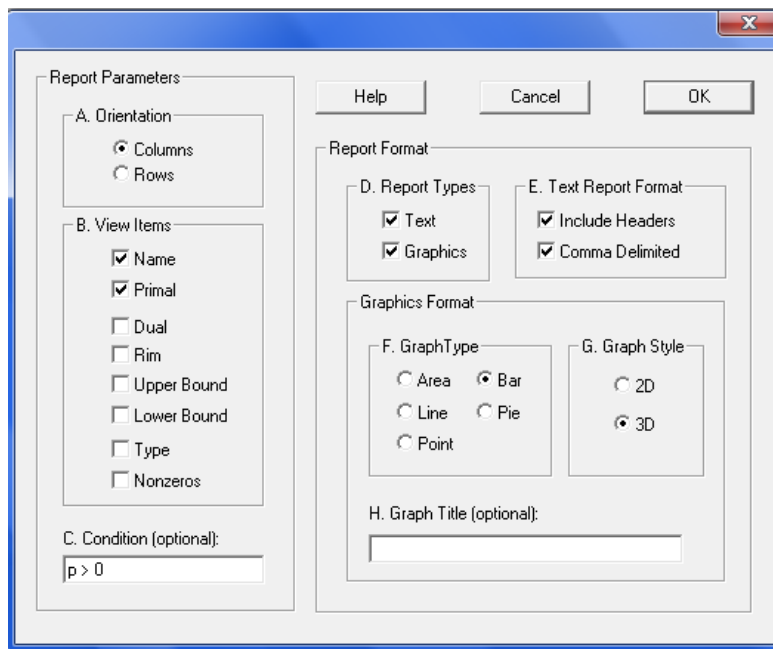 Report Parameters
A. Orientation
Columns
Rows
B. View Items
Name
Primal
Dual
Rim
Upper Bound
Lower Bound
Type
Nonzeros
C. Condition (optional):
p > 0
Help
Cancel
OK
Report Format
D. Report Types
Text
Graphics
E. Text Report Format
Include Headers
Comma Delimited
Graphics Format
F. GraphType
Area
Bar
Line
Pie
Point
G. Graph Style
2D
3D
H. Graph Title (optional):